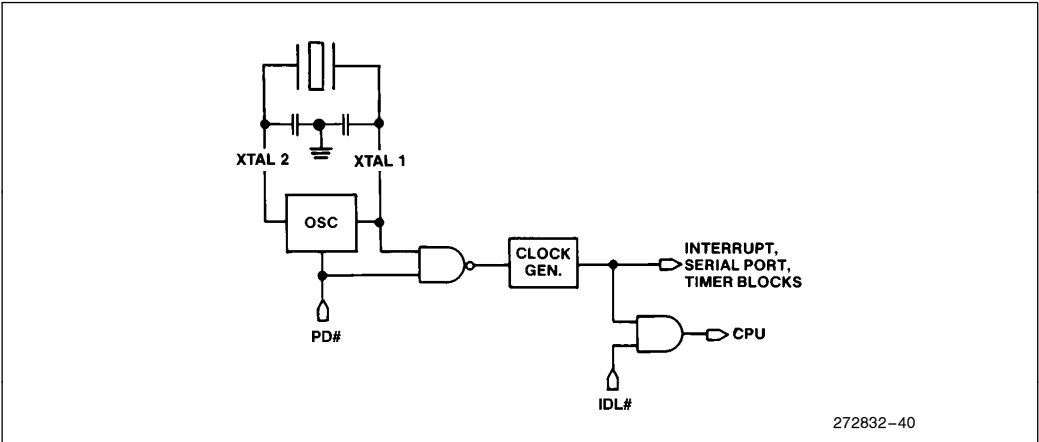 XTAL 2
XTAL 1
OSC
CLOCK
GEN.
INTERRUPT,
SERIAL PORT,
TIMER BLOCKS
PD#
CPU
IDL#
272832–40